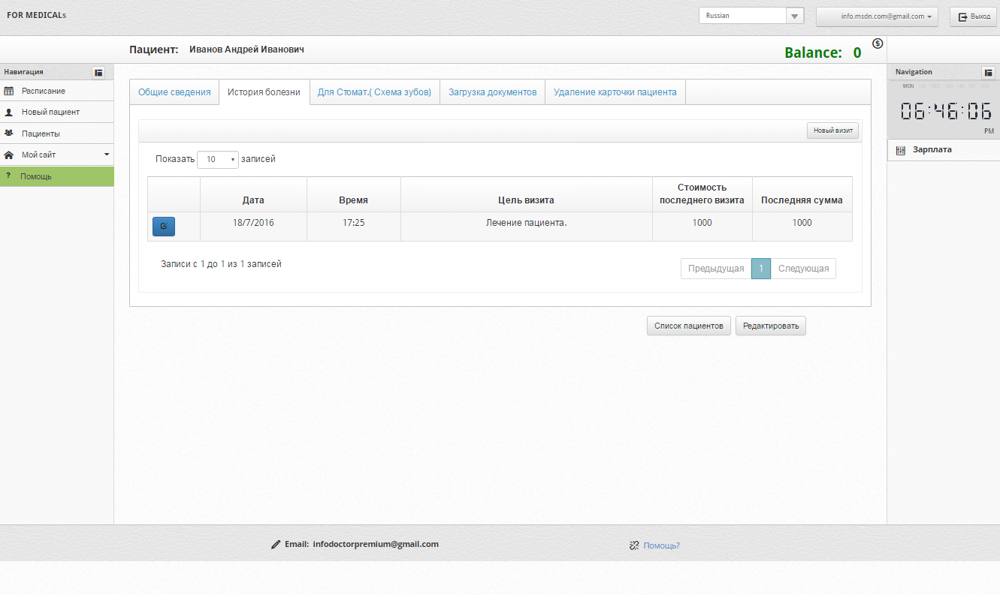 FOR MEDICALs
Russian
info.msdn.com@gmail.com
Выход
Пациент: Иванов Андрей Иванович
Balance: 0
Навигация
Расписание
Новый пациент
Пациенты
Мой сайт
? Помощь
Общие сведения
История болезни
Для Стомат.( Схема зубов)
Загрузка документов
Удаление карточки пациента
Новый визит
Показать 10 записей
Дата
Время
Цель визита
Стоимость
последнего визита
Последняя сумма
18/7/2016
17:25
Лечение пациента.
1000
1000
Записи с 1 до 1 из 1 записей
Предыдущая
1
Следующая
Список пациентов
Редактировать
Navigation
MON TUE WED THU FRI SAT SUN
06:46:06
PM
Зарплата
Email: infodoctorpremium@gmail.com
Помощь?